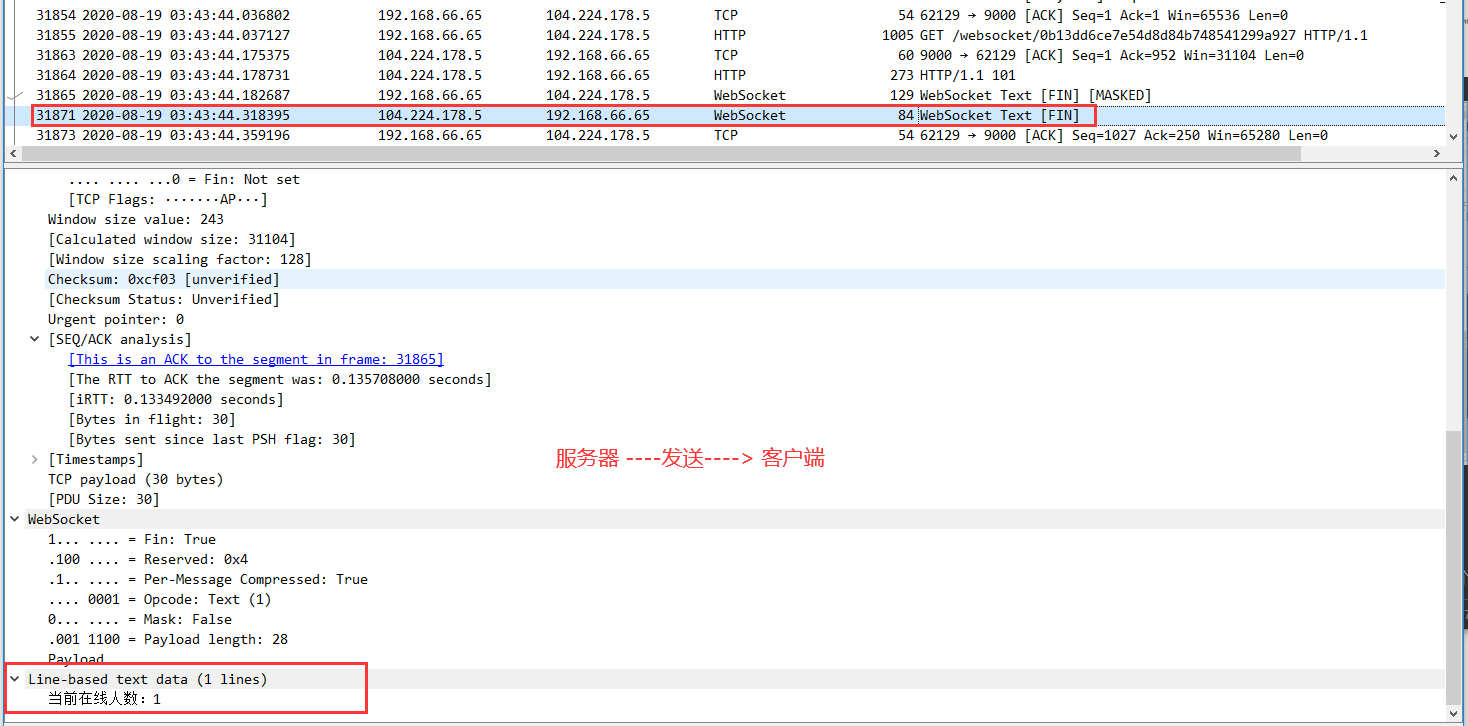 31854 2020-08-19 03:43:44.036802 192.168.66.65 104.224.178.5 TCP 54 62129 → 9000 [ACK] Seq=1 Ack=1 Win=65536 Len=0
31855 2020-08-19 03:43:44.037127 192.168.66.65 104.224.178.5 HTTP 1005 GET /websocket/0b13dd6ce7e54d8d84b748541299a927 HTTP/1.1
31863 2020-08-19 03:43:44.175375 104.224.178.5 192.168.66.65 TCP 60 9000 → 62129 [ACK] Seq=1 Ack=952 Win=31104 Len=0
31864 2020-08-19 03:43:44.178731 104.224.178.5 192.168.66.65 HTTP 273 HTTP/1.1 101
31865 2020-08-19 03:43:44.182687 192.168.66.65 104.224.178.5 WebSocket 129 WebSocket Text [FIN] [MASKED]
31871 2020-08-19 03:43:44.318395 104.224.178.5 192.168.66.65 WebSocket 84 WebSocket Text [FIN]
31873 2020-08-19 03:43:44.359196 192.168.66.65 104.224.178.5 TCP 54 62129 → 9000 [ACK] Seq=1027 Ack=250 Win=65280 Len=0
.... .... ...0 = Fin: Not set
[TCP Flags: ·······AP···]
Window size value: 243
[Calculated window size: 31104]
[Window size scaling factor: 128]
Checksum: 0xcf03 [unverified]
[Checksum Status: Unverified]
Urgent pointer: 0
[SEQ/ACK analysis]
[This is an ACK to the segment in frame: 31865]
[The RTT to ACK the segment was: 0.135708000 seconds]
[iRTT: 0.133492000 seconds]
[Bytes in flight: 30]
[Bytes sent since last PSH flag: 30]
服务器 ----发送----> 客户端
[Timestamps]
TCP payload (30 bytes)
[PDU Size: 30]
WebSocket
1... .... = Fin: True
.100 .... = Reserved: 0x4
.1.. .... = Per-Message Compressed: True
.... 0001 = Opcode: Text (1)
0... .... = Mask: False
.001 1100 = Payload length: 28
Payload
Line-based text data (1 lines)
当前在线人数：1